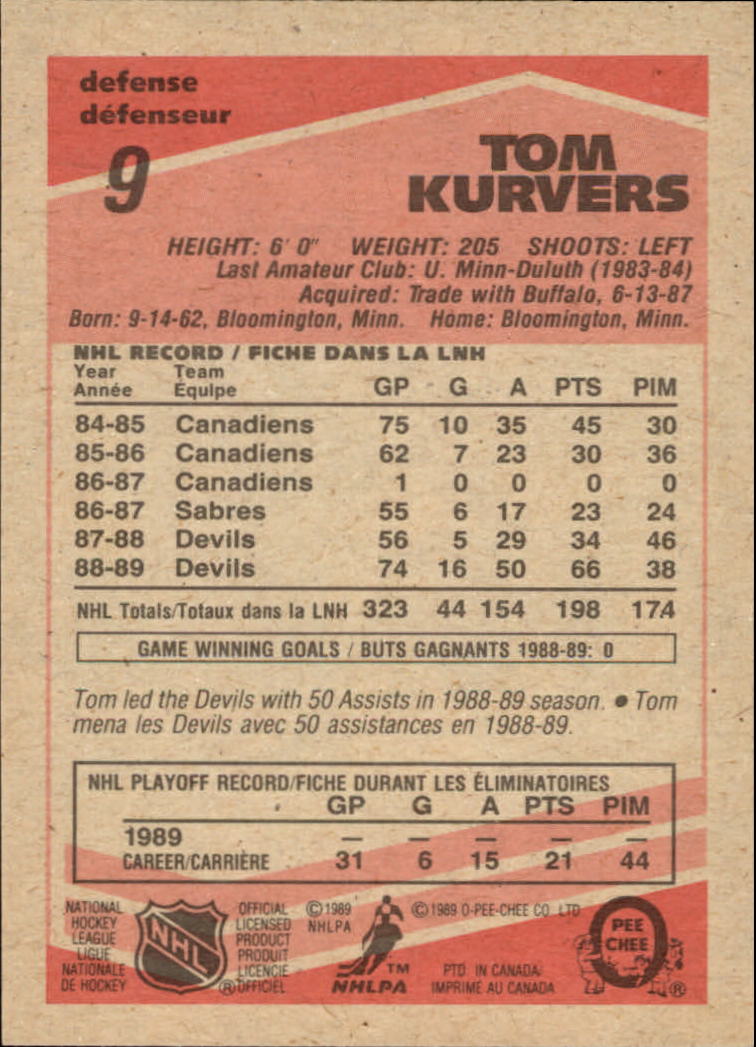 defense
défenseur
9
TOM
KURVERS
HEIGHT: 6' 0" WEIGHT: 205 SHOOTS: LEFT
Last Amateur Club: U. Minn-Duluth (1983-84)
Acquired: Trade with Buffalo, 6-13-87
Born: 9-14-62, Bloomington, Minn. Home: Bloomington, Minn.
NHL RECORD / FICHE DANS LA LNH
Year Team
Année Équipe GP G A PTS PIM
84-85 Canadiens 75 10 35 45 30
85-86 Canadiens 62 7 23 30 36
86-87 Canadiens 1 0 0 0 0
86-87 Sabres 55 6 17 23 24
87-88 Devils 56 5 29 34 46
88-89 Devils 74 16 50 66 38
NHL Totals/Totaux dans la LNH 323 44 154 198 174
GAME WINNING GOALS / BUTS GAGNANTS 1988-89: 0
Tom led the Devils with 50 Assists in 1988-89 season. ● Tom
mena les Devils avec 50 assistances en 1988-89.
NHL PLAYOFF RECORD/FICHE DURANT LES ÉLIMINATOIRES
GP G A PTS PIM
1989 — — — — —
CAREER/CARRIÈRE 31 6 15 21 44
NATIONAL
HOCKEY
LEAGUE
LIGUE
NATIONALE
DE HOCKEY
NHL
OFFICIAL
LICENSED
PRODUCT
PRODUIT
LICENCIE
® OFFICIEL
© 1989
NHLPA
TM
NHLPA
© 1989 O-PEE-CHEE CO. LTD.
PTD. IN CANADA
IMPRIMÉ AU CANADA
PEE
CHEE
®